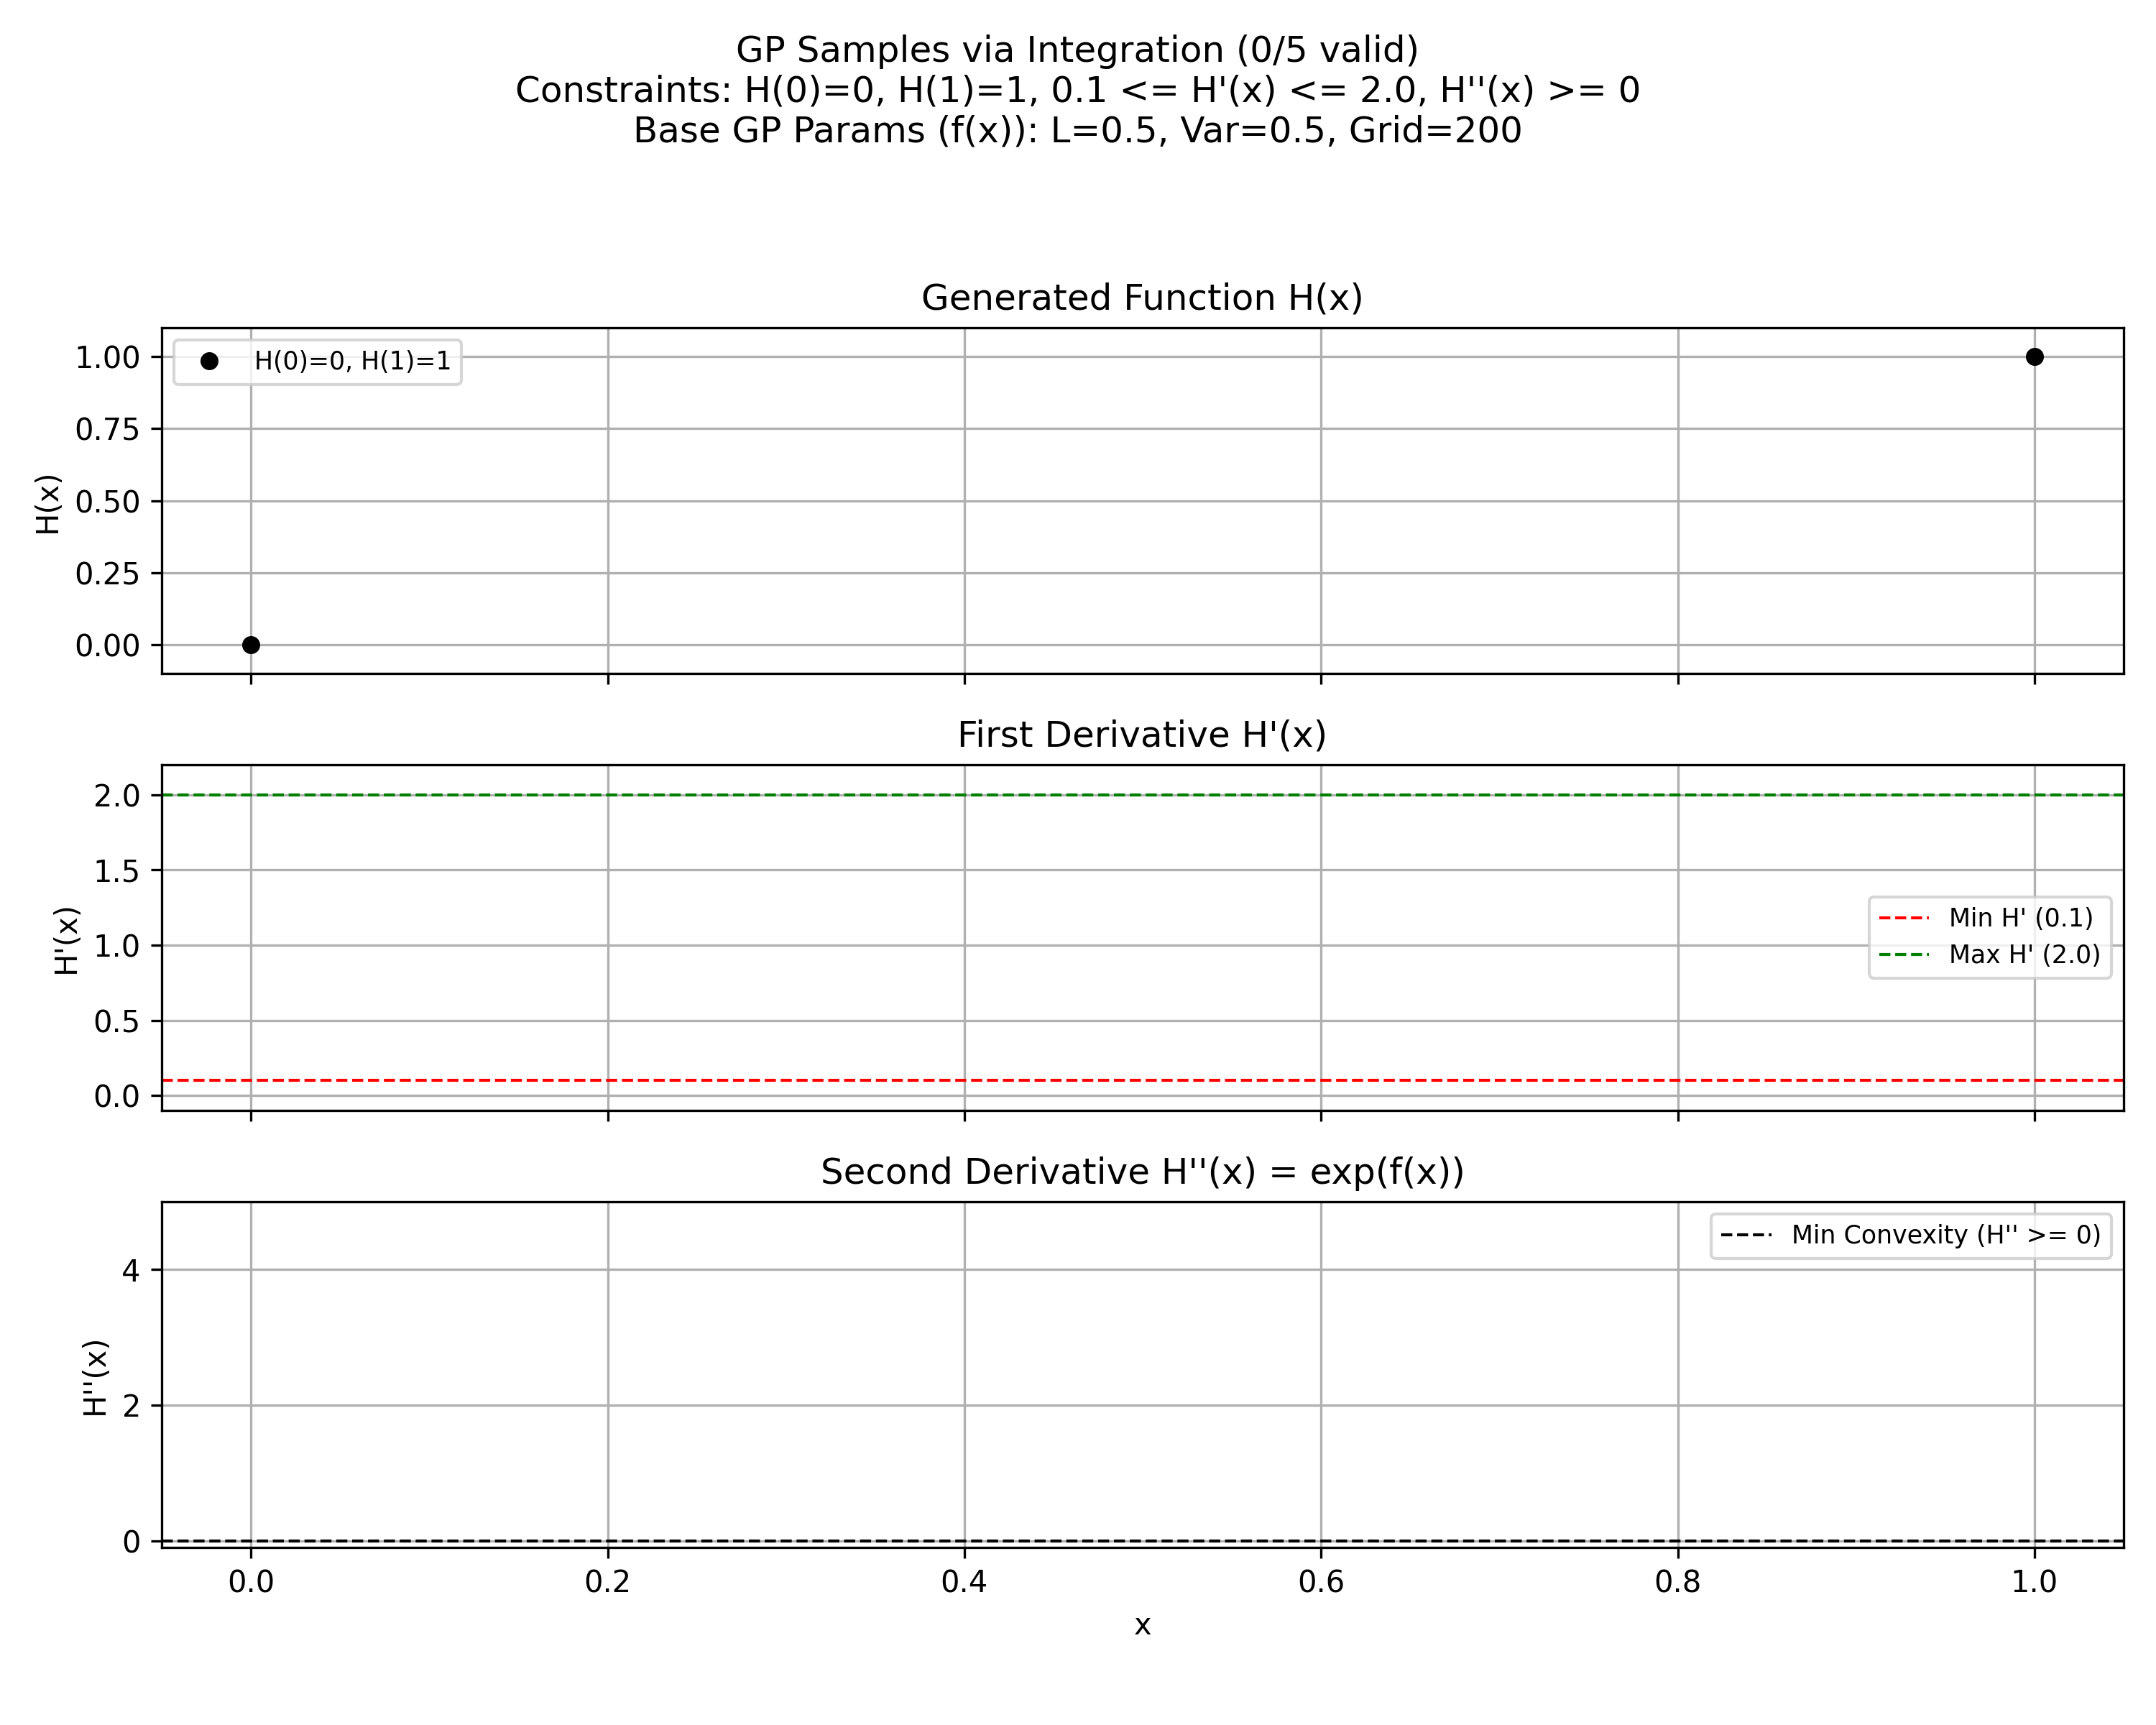 GP Samples via Integration (0/5 valid)
Constraints: H(0)=0, H(1)=1, 0.1 <= H'(x) <= 2.0, H''(x) >= 0
Base GP Params (f(x)): L=0.5, Var=0.5, Grid=200
Generated Function H(x)
H(x)
1.00
0.75
0.50
0.25
0.00
H(0)=0, H(1)=1
First Derivative H'(x)
H'(x)
2.0
1.5
1.0
0.5
0.0
Min H' (0.1)
Max H' (2.0)
Second Derivative H''(x) = exp(f(x))
H''(x)
4
2
0
Min Convexity (H'' >= 0)
0.0 0.2 0.4 0.6 0.8 1.0
x